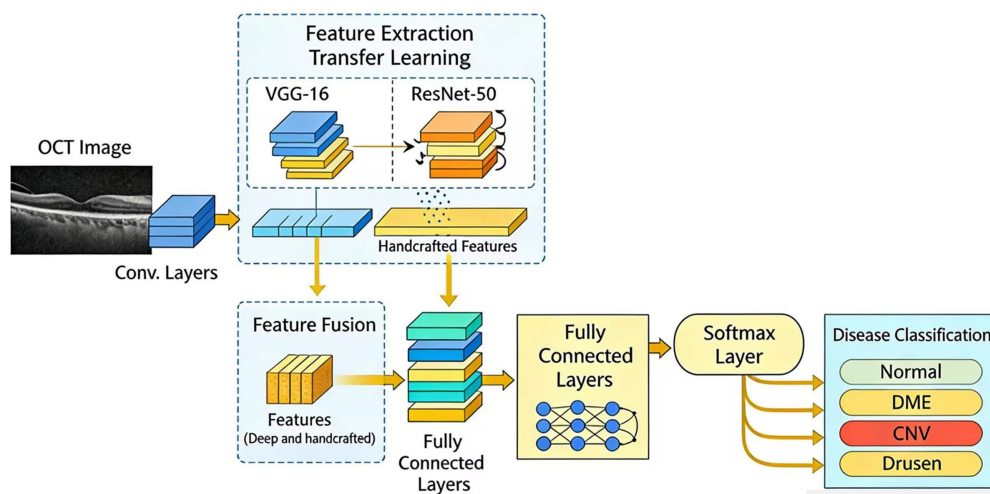 Feature Extraction
Transfer Learning
VGG-16
ResNet-50
OCT Image
Conv. Layers
Handcrafted Features
Feature Fusion
Features
(Deep and handcrafted)
Fully
Connected
Layers
Fully
Connected
Layers
Softmax
Layer
Disease Classification
Normal
DME
CNV
Drusen